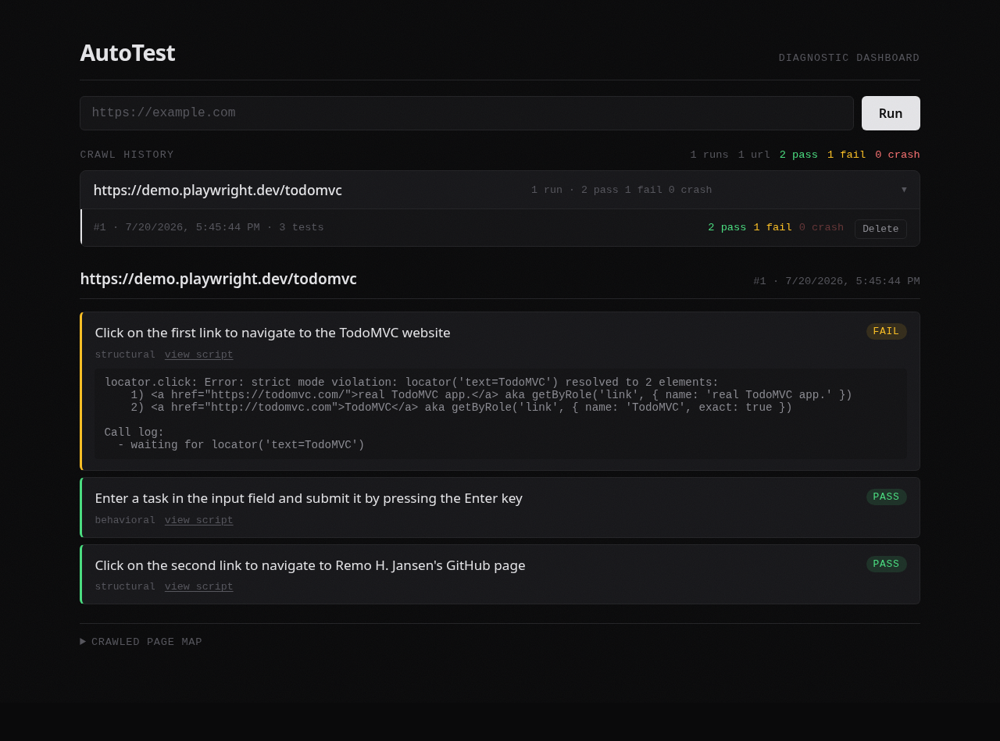 AutoTest
DIAGNOSTIC DASHBOARD
https://example.com
Run
CRAWL HISTORY
1 runs 1 url 2 pass 1 fail 0 crash
https://demo.playwright.dev/todomvc
1 run · 2 pass 1 fail 0 crash
▼
#1 · 7/20/2026, 5:45:44 PM · 3 tests
2 pass 1 fail 0 crash
Delete
https://demo.playwright.dev/todomvc
#1 · 7/20/2026, 5:45:44 PM
Click on the first link to navigate to the TodoMVC website
FAIL
structural view script
locator.click: Error: strict mode violation: locator('text=TodoMVC') resolved to 2 elements:
    1) <a href="https://todomvc.com/">real TodoMVC app.</a> aka getByRole('link', { name: 'real TodoMVC app.' })
    2) <a href="http://todomvc.com">TodoMVC</a> aka getByRole('link', { name: 'TodoMVC', exact: true })
Call log:
  - waiting for locator('text=TodoMVC')
Enter a task in the input field and submit it by pressing the Enter key
PASS
behavioral view script
Click on the second link to navigate to Remo H. Jansen's GitHub page
PASS
structural view script
▶ CRAWLED PAGE MAP